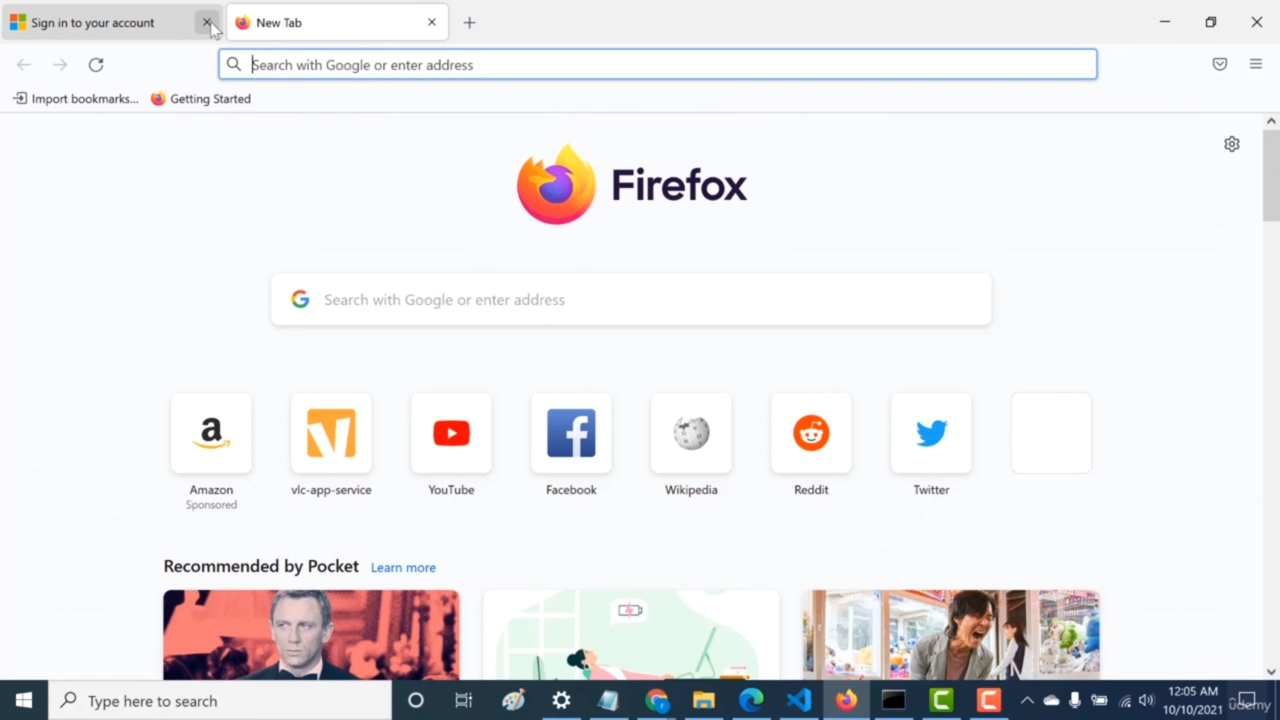 Sign in to your account
New Tab
Search with Google or enter address
Import bookmarks...
Getting Started
Firefox
Search with Google or enter address
Amazon
Sponsored
vlc-app-service
YouTube
Facebook
Wikipedia
Reddit
Twitter
Recommended by Pocket
Learn more
Type here to search
12:05 AM
10/10/2021
udemy